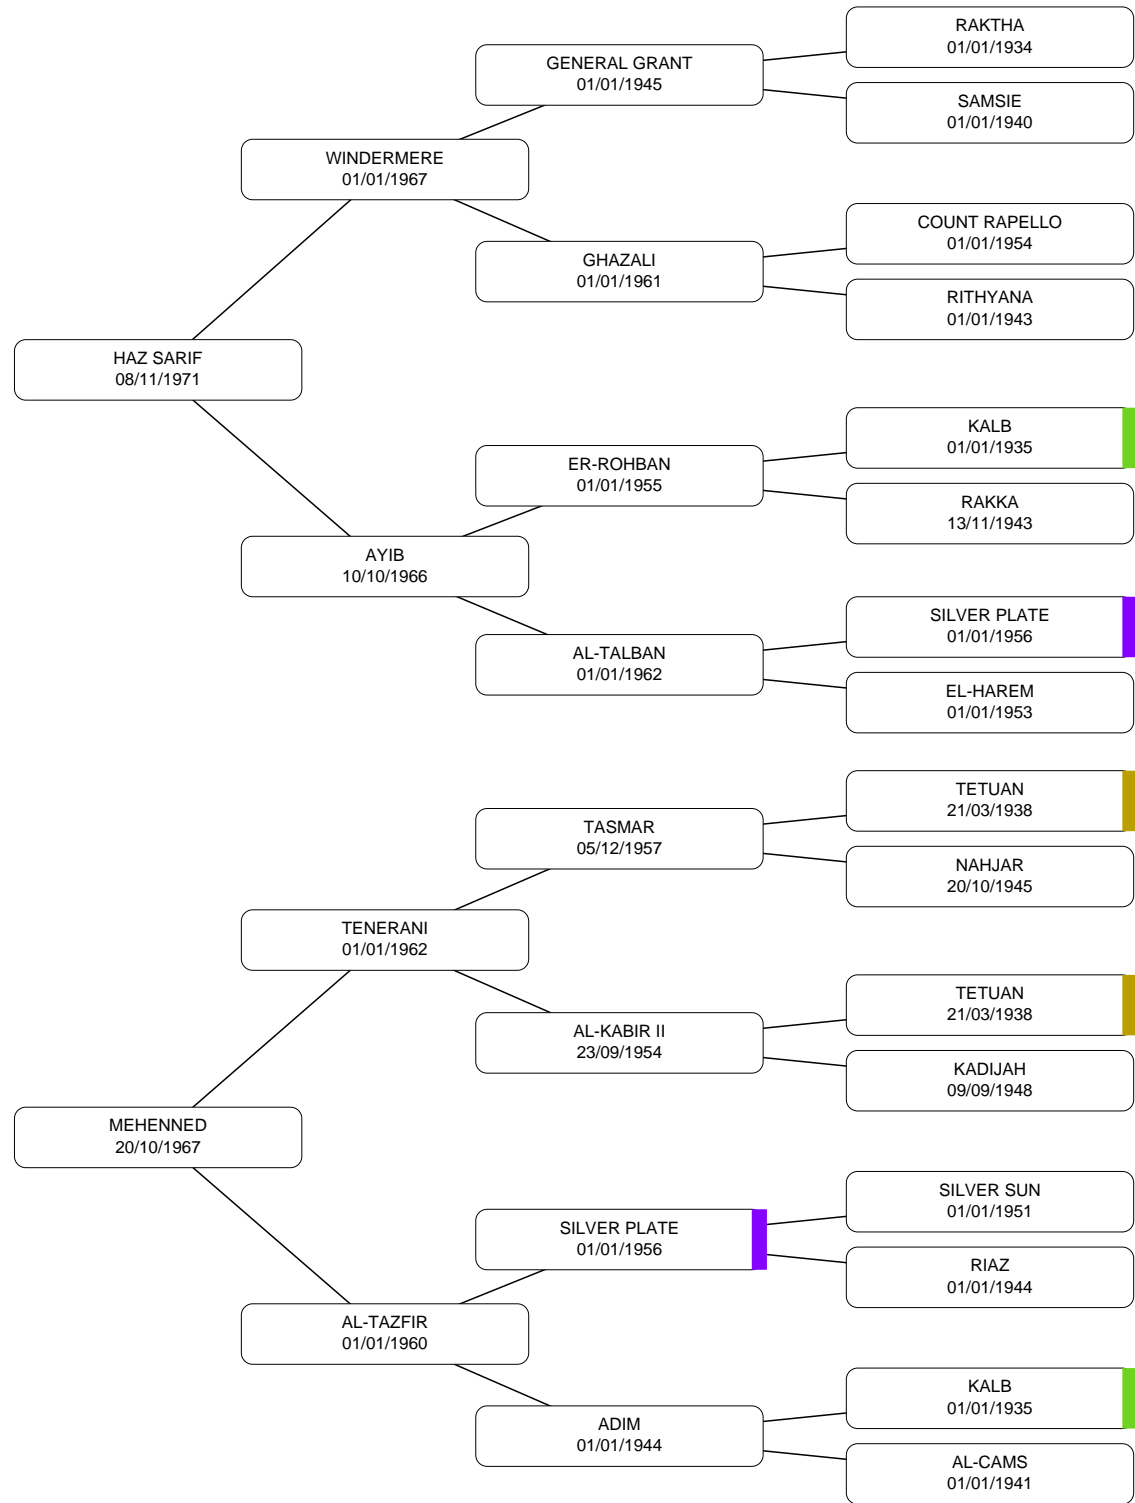 RAKTHA
01/01/1934
GENERAL GRANT
01/01/1945
SAMSIE
01/01/1940
WINDERMERE
01/01/1967
COUNT RAPELLO
01/01/1954
GHAZALI
01/01/1961
RITHYANA
01/01/1943
HAZ SARIF
08/11/1971
KALB
01/01/1935
ER-ROHBAN
01/01/1955
RAKKA
13/11/1943
AYIB
10/10/1966
SILVER PLATE
01/01/1956
AL-TALBAN
01/01/1962
EL-HAREM
01/01/1953
TETUAN
21/03/1938
TASMAR
05/12/1957
NAHJAR
20/10/1945
TENERANI
01/01/1962
TETUAN
21/03/1938
AL-KABIR II
23/09/1954
KADIJAH
09/09/1948
MEHENNED
20/10/1967
SILVER SUN
01/01/1951
SILVER PLATE
01/01/1956
RIAZ
01/01/1944
AL-TAZFIR
01/01/1960
KALB
01/01/1935
ADIM
01/01/1944
AL-CAMS
01/01/1941